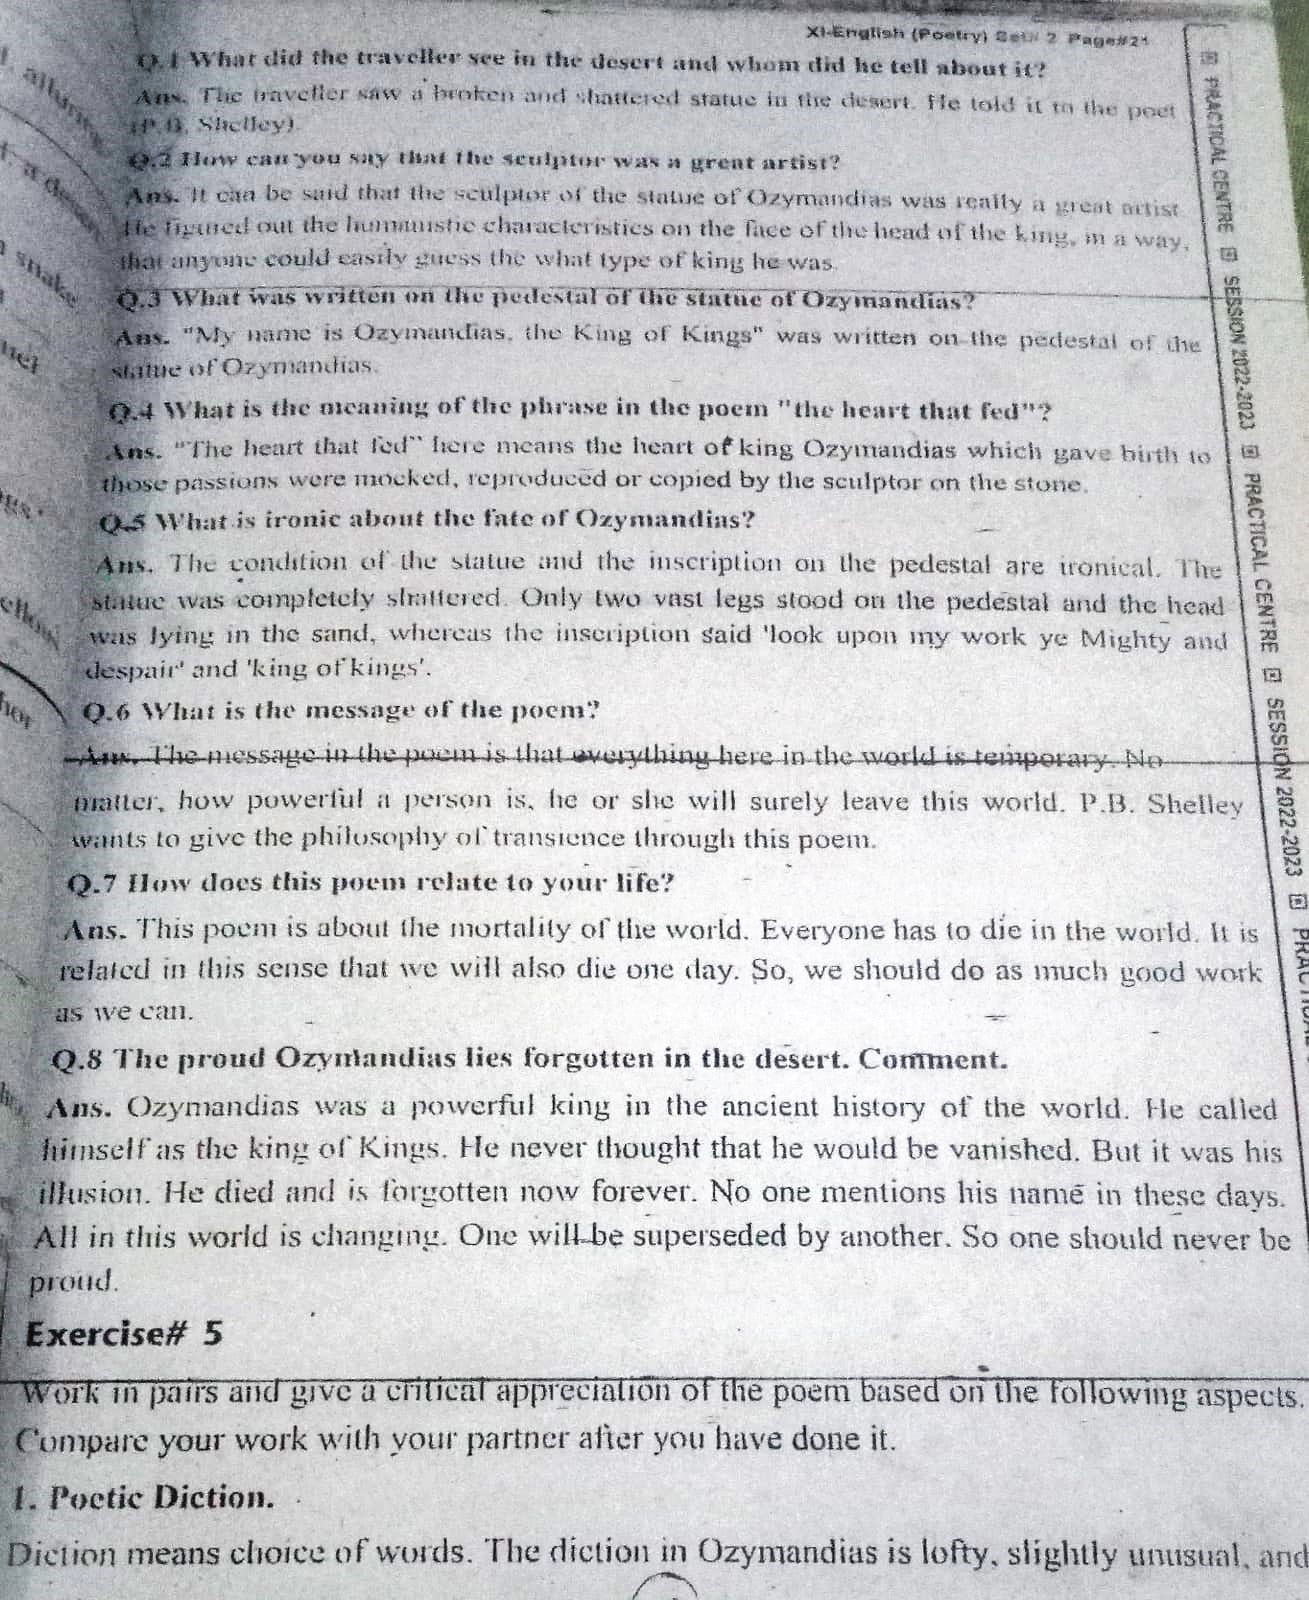 XI-English (Poetry) Set# 2 Page#21
Q.1 What did the traveller see in the desert and whom did he tell about it?
Ans. The traveller saw a broken and shattered statue in the desert. He told it to the poet
(P.B. Shelley).
Q.2 How can you say that the sculptor was a great artist?
Ans. It can be said that the sculptor of the statue of Ozymandias was really a great artist
He figured out the humanistic characteristics on the face of the head of the king, in a way,
that anyone could easily guess the what type of king he was.
Q.3 What was written on the pedestal of the statue of Ozymandias?
Ans. "My name is Ozymandias, the King of Kings" was written on the pedestal of the
statue of Ozymandias.
Q.4 What is the meaning of the phrase in the poem "the heart that fed"?
Ans. "The heart that fed" here means the heart of king Ozymandias which gave birth to
those passions were mocked, reproduced or copied by the sculptor on the stone.
Q.5 What is ironic about the fate of Ozymandias?
Ans. The condition of the statue and the inscription on the pedestal are ironical. The
statue was completely shattered. Only two vast legs stood on the pedestal and the head
was lying in the sand, whereas the inscription said 'look upon my work ye Mighty and
despair' and 'king of kings'.
Q.6 What is the message of the poem?
Ans. The message in the poem is that everything here in the world is temporary. No
matter, how powerful a person is, he or she will surely leave this world. P.B. Shelley
wants to give the philosophy of transience through this poem.
Q.7 How does this poem relate to your life?
Ans. This poem is about the mortality of the world. Everyone has to die in the world. It is
related in this sense that we will also die one day. So, we should do as much good work
as we can.
Q.8 The proud Ozymandias lies forgotten in the desert. Comment.
Ans. Ozymandias was a powerful king in the ancient history of the world. He called
himself as the king of Kings. He never thought that he would be vanished. But it was his
illusion. He died and is forgotten now forever. No one mentions his name in these days.
All in this world is changing. One will be superseded by another. So one should never be
proud.
Exercise# 5
Work in pairs and give a critical appreciation of the poem based on the following aspects.
Compare your work with your partner after you have done it.
1. Poetic Diction.
Diction means choice of words. The diction in Ozymandias is lofty, slightly unusual, and
PRACTICAL CENTRE SESSION 2022-2023 PRACTICAL CENTRE SESSION 2022-2023
snake